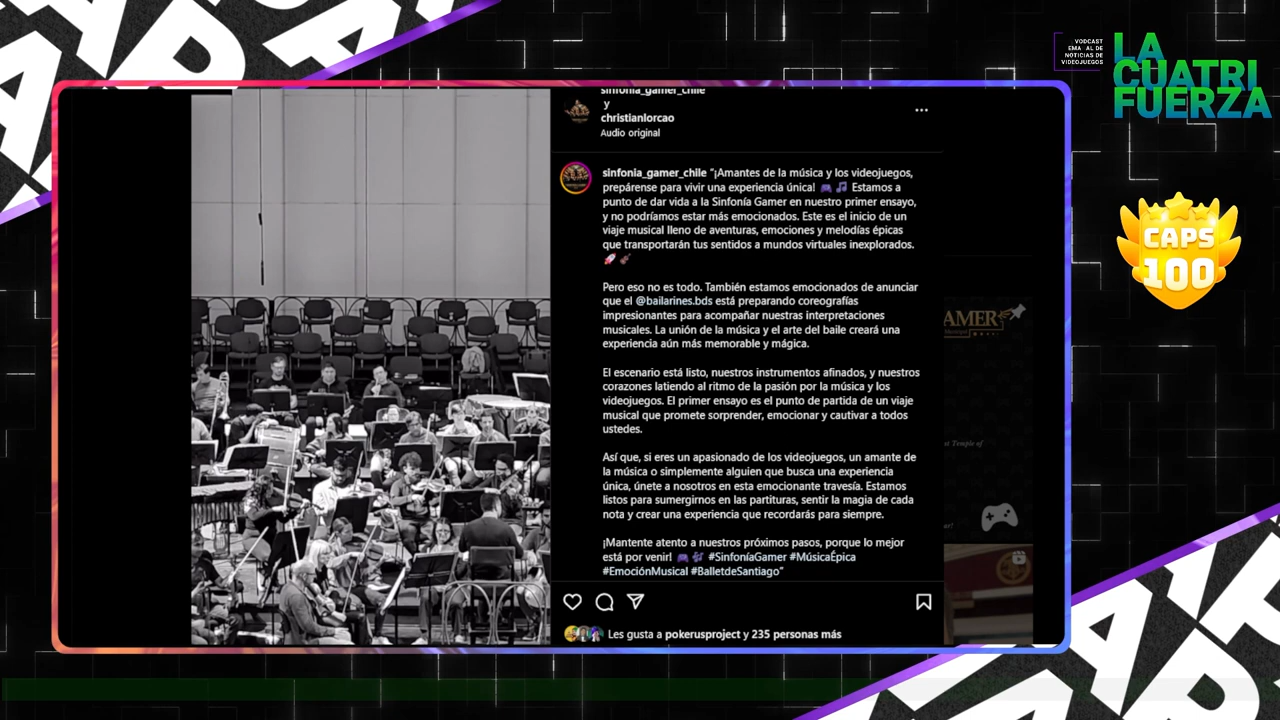 VODCAST
EMA AL DE
NOTICIAS DE
VIDEOJUEGOS
LA
CUATRI
FUERZA
CAPS
100
sinfonia_gamer_chile
y
christianlorcao
Audio original
sinfonia_gamer_chile "¡Amantes de la música y los videojuegos,
prepárense para vivir una experiencia única! 🎮 🎵 Estamos a
punto de dar vida a la Sinfonía Gamer en nuestro primer ensayo,
y no podríamos estar más emocionados. Este es el inicio de un
viaje musical lleno de aventuras, emociones y melodías épicas
que transportarán tus sentidos a mundos virtuales inexplorados.
🚀 🎻
Pero eso no es todo. También estamos emocionados de anunciar
que el @bailarines.bds está preparando coreografías
impresionantes para acompañar nuestras interpretaciones
musicales. La unión de la música y el arte del baile creará una
experiencia aún más memorable y mágica.
El escenario está listo, nuestros instrumentos afinados, y nuestros
corazones latiendo al ritmo de la pasión por la música y los
videojuegos. El primer ensayo es el punto de partida de un viaje
musical que promete sorprender, emocionar y cautivar a todos
ustedes.
Así que, si eres un apasionado de los videojuegos, un amante de
la música o simplemente alguien que busca una experiencia
única, únete a nosotros en esta emocionante travesía. Estamos
listos para sumergirnos en las partituras, sentir la magia de cada
nota y crear una experiencia que recordarás para siempre.
¡Mantente atento a nuestros próximos pasos, porque lo mejor
está por venir! 🎮 🎶 #SinfoníaGamer #MúsicaÉpica
#EmociónMusical #BalletdeSantiago"
Les gusta a pokerusproject y 235 personas más
AMER
Municipal
st Temple of